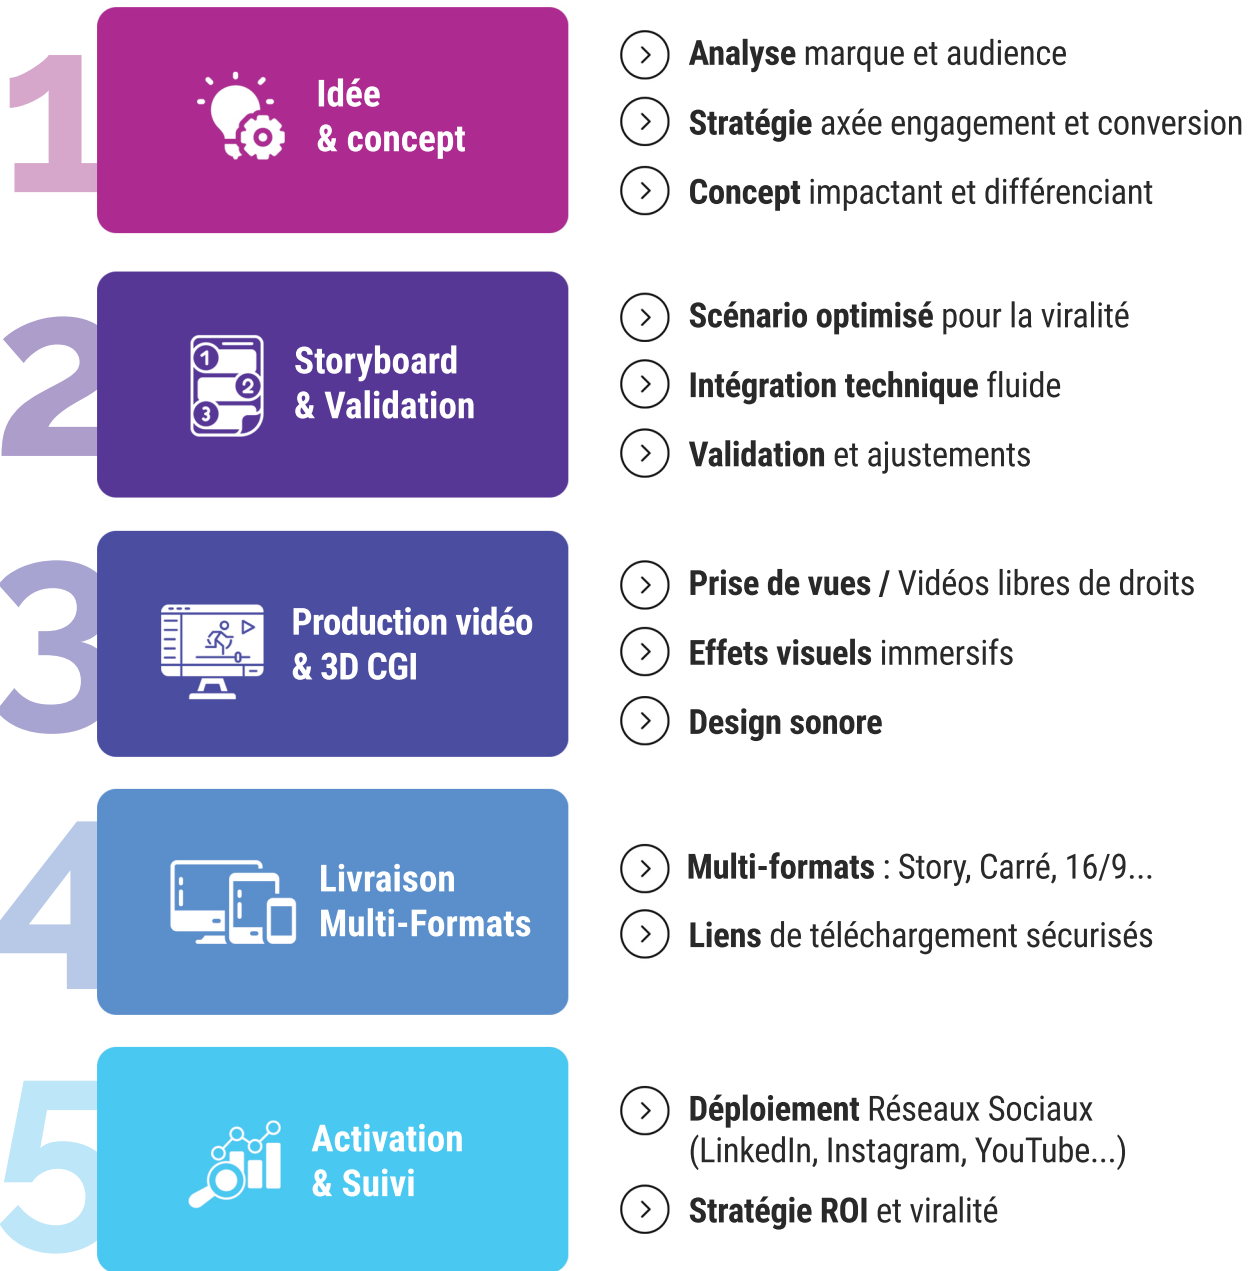 1
Idée
& concept
Analyse marque et audience
Stratégie axée engagement et conversion
Concept impactant et différenciant
2
1
2
3
Storyboard
& Validation
Scénario optimisé pour la viralité
Intégration technique fluide
Validation et ajustements
3
Production vidéo
& 3D CGI
Prise de vues / Vidéos libres de droits
Effets visuels immersifs
Design sonore
4
Livraison
Multi-Formats
Multi-formats : Story, Carré, 16/9...
Liens de téléchargement sécurisés
5
Activation
& Suivi
Déploiement Réseaux Sociaux
(LinkedIn, Instagram, YouTube...)
Stratégie ROI et viralité